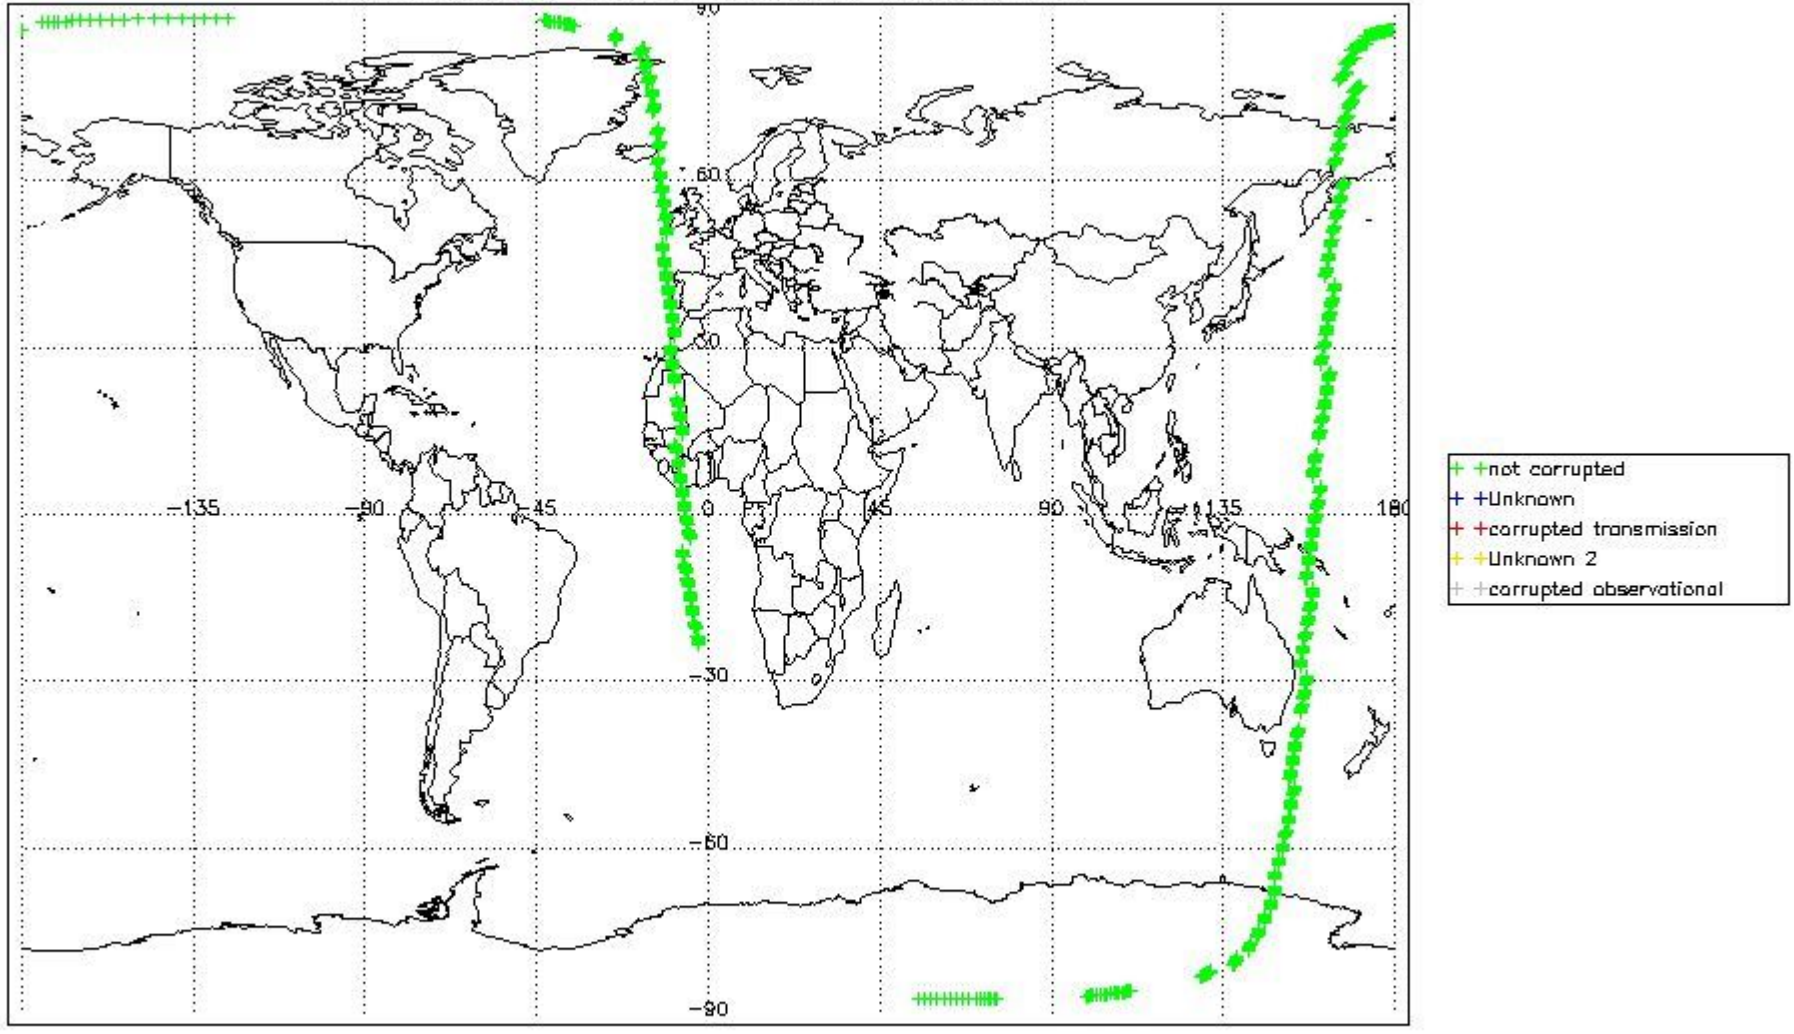 90
60
30
-135 -90 -45 0 45 90 135 180
-30
-60
-90
not corrupted
Unknown
corrupted transmission
Unknown 2
corrupted observational